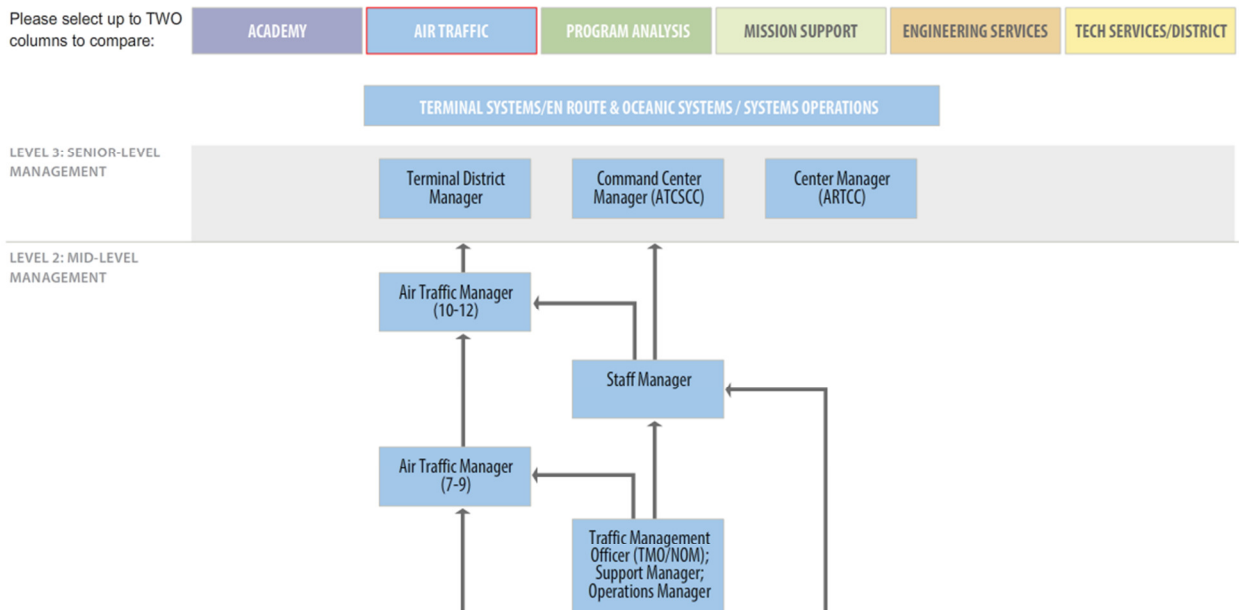 Please select up to TWO
columns to compare:
ACADEMY
AIR TRAFFIC
PROGRAM ANALYSIS
MISSION SUPPORT
ENGINEERING SERVICES
TECH SERVICES/DISTRICT
TERMINAL SYSTEMS/EN ROUTE & OCEANIC SYSTEMS / SYSTEMS OPERATIONS
LEVEL 3: SENIOR-LEVEL
MANAGEMENT
Terminal District
Manager
Command Center
Manager (ATCSCC)
Center Manager
(ARTCC)
LEVEL 2: MID-LEVEL
MANAGEMENT
Air Traffic Manager
(10-12)
Staff Manager
Air Traffic Manager
(7-9)
Traffic Management
Officer (TMO/NOM);
Support Manager;
Operations Manager